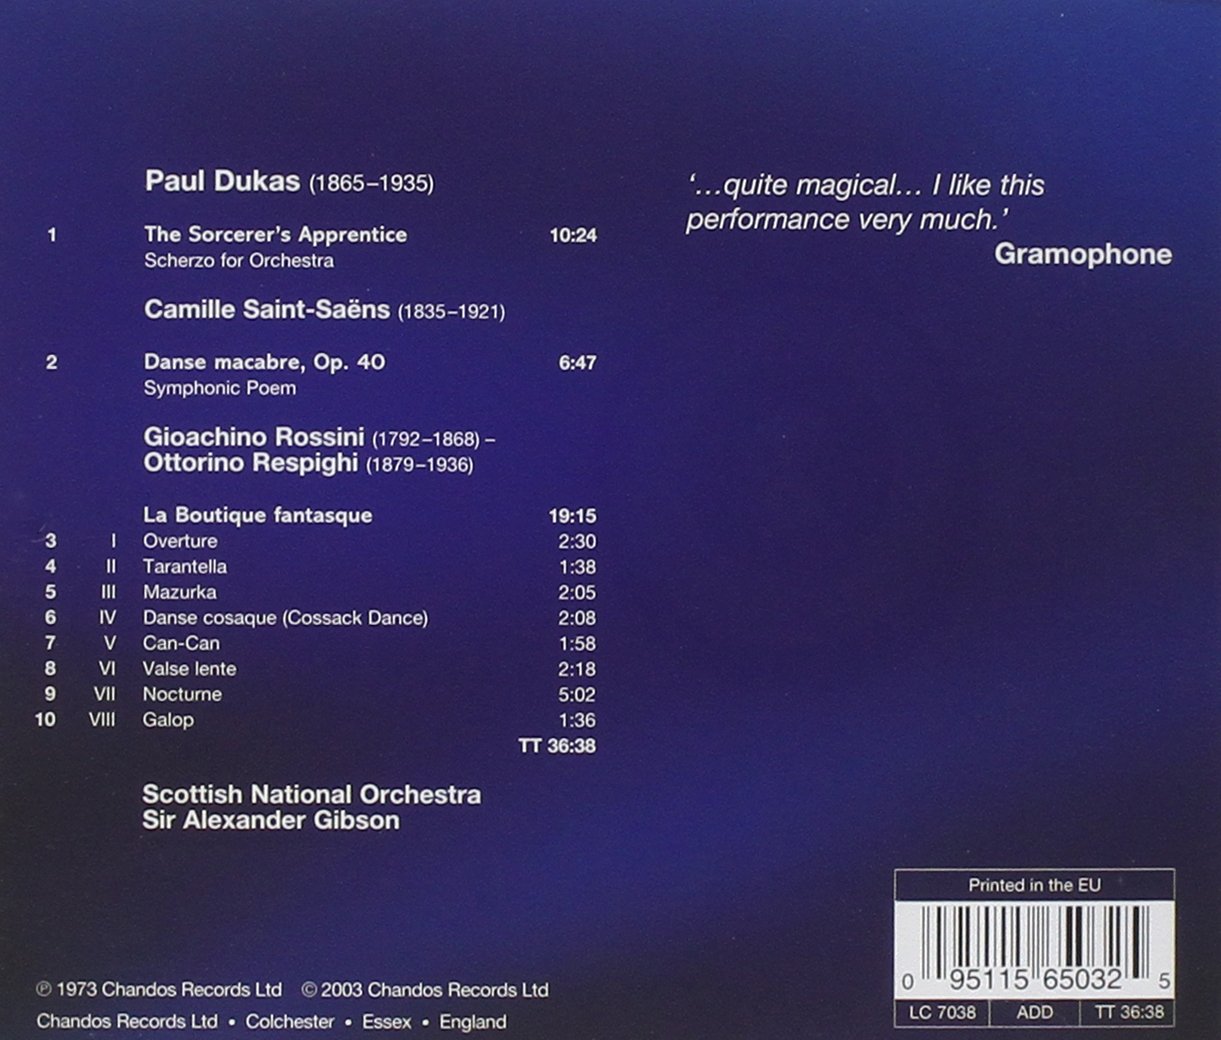 Paul Dukas (1865–1935)
1 The Sorcerer's Apprentice 10:24
Scherzo for Orchestra
Camille Saint-Saëns (1835–1921)
2 Danse macabre, Op. 40 6:47
Symphonic Poem
Gioachino Rossini (1792–1868) –
Ottorino Respighi (1879–1936)
La Boutique fantasque 19:15
3 I Overture 2:30
4 II Tarantella 1:38
5 III Mazurka 2:05
6 IV Danse cosaque (Cossack Dance) 2:08
7 V Can-Can 1:58
8 VI Valse lente 2:18
9 VII Nocturne 5:02
10 VIII Galop 1:36
TT 36:38
Scottish National Orchestra
Sir Alexander Gibson
‘...quite magical... I like this
performance very much.’
Gramophone
℗ 1973 Chandos Records Ltd © 2003 Chandos Records Ltd
Chandos Records Ltd • Colchester • Essex • England
Printed in the EU
0 95115 65032 5
LC 7038 ADD TT 36:38